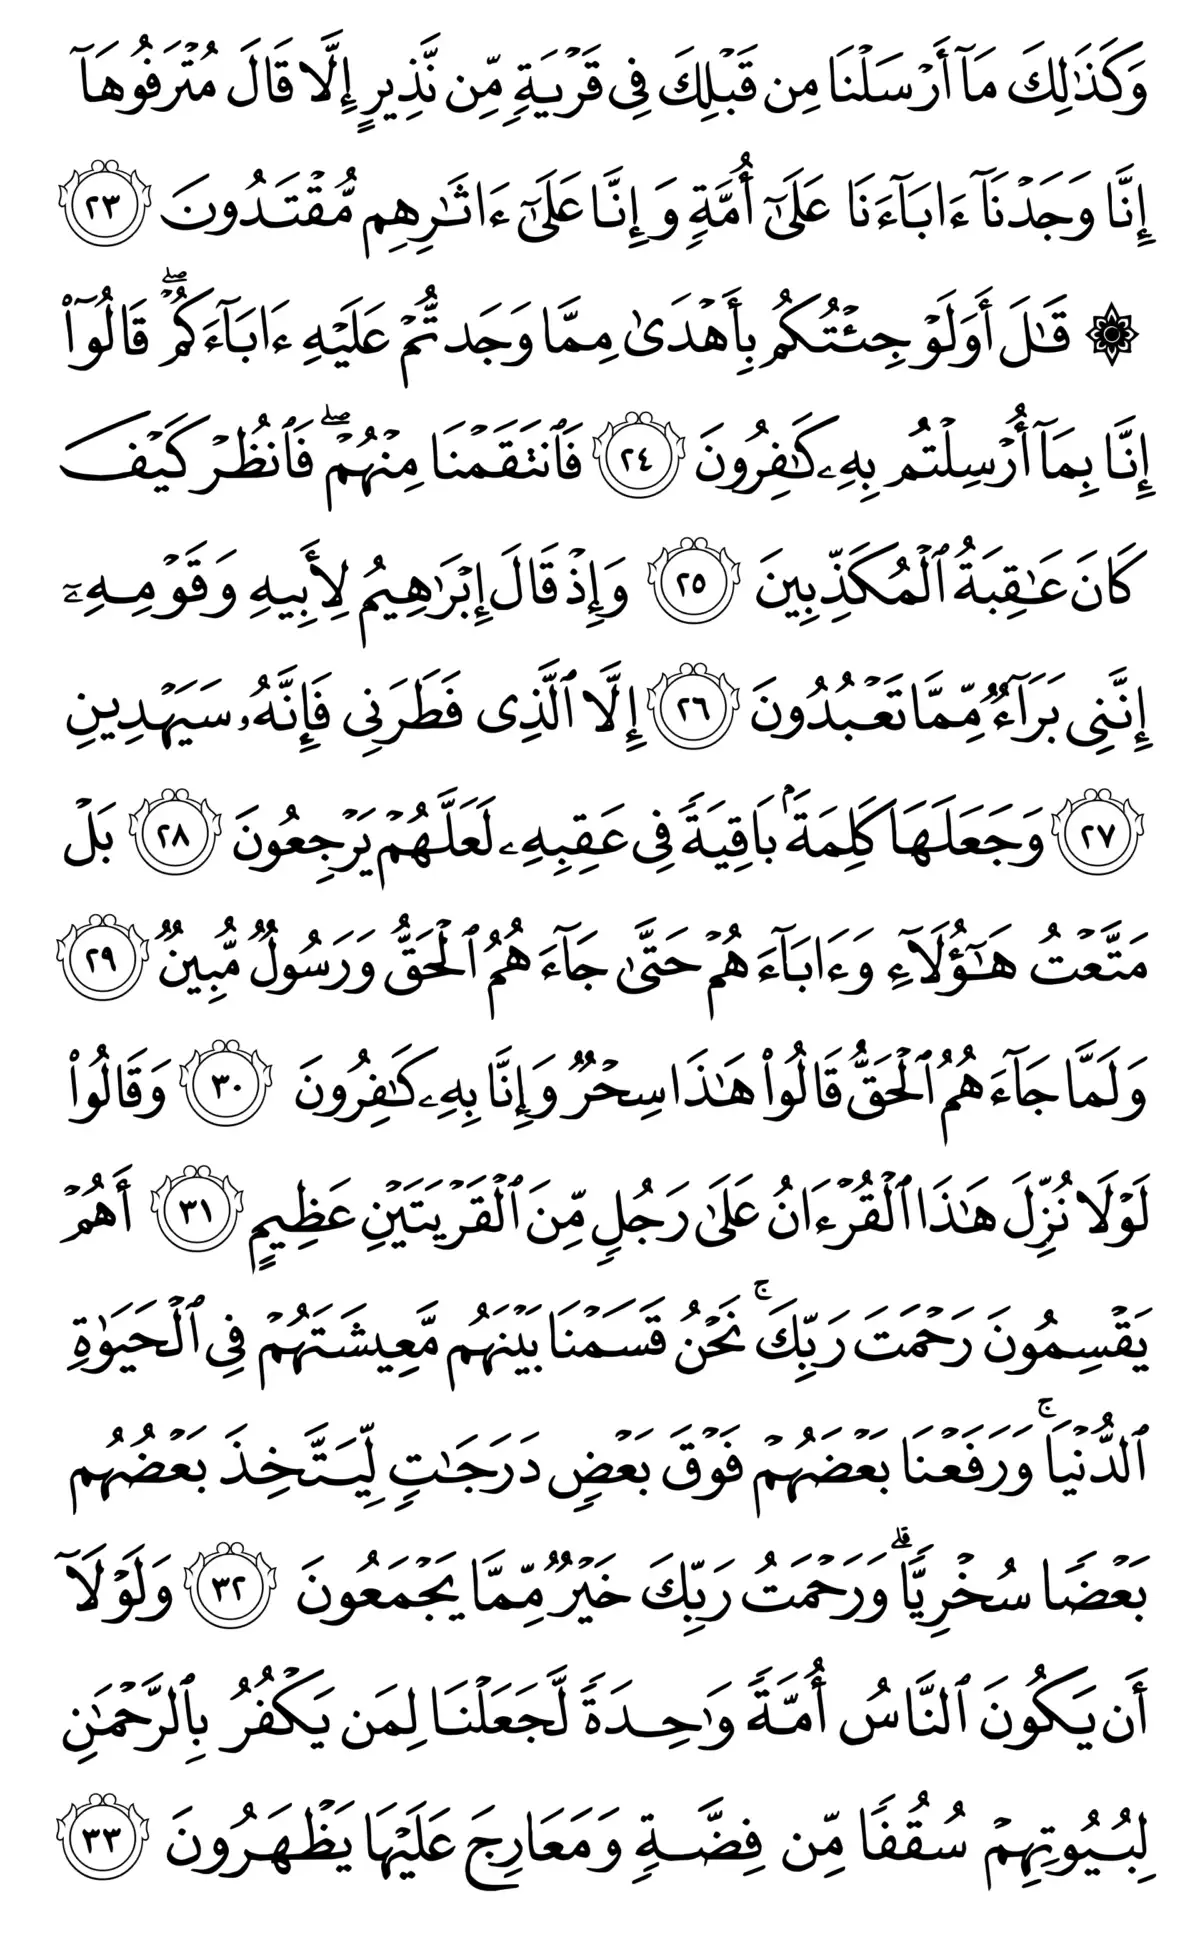 وَكَذَٰلِكَ مَآ أَرۡسَلۡنَا مِن قَبۡلِكَ فِى قَرۡيَةٍ مِّن نَّذِيرٍ إِلَّا قَالَ مُتۡرَفُوهَآ
إِنَّا وَجَدۡنَآ ءَابَآءَنَا عَلَىٰٓ أُمَّةٍ وَإِنَّا عَلَىٰٓ ءَاثَٰرِهِم مُّقۡتَدُونَ ٢٣
۞ قَٰلَ أَوَلَوۡ جِئۡتُكُم بِأَهۡدَىٰ مِمَّا وَجَدتُّمۡ عَلَيۡهِ ءَابَآءَكُمۡۖ قَالُوٓاْ
إِنَّا بِمَآ أُرۡسِلۡتُم بِهِۦ كَٰفِرُونَ ٢٤ فَٱنتَقَمۡنَا مِنۡهُمۡۖ فَٱنظُرۡ كَيۡفَ
كَانَ عَٰقِبَةُ ٱلۡمُكَذِّبِينَ ٢٥ وَإِذۡ قَالَ إِبۡرَٰهِيمُ لِأَبِيهِ وَقَوۡمِهِۦٓ
إِنَّنِى بَرَآءٌ مِّمَّا تَعۡبُدُونَ ٢٦ إِلَّا ٱلَّذِى فَطَرَنِى فَإِنَّهُۥ سَيَهۡدِينِ
٢٧ وَجَعَلَهَا كَلِمَةَۢ بَاقِيَةً فِى عَقِبِهِۦ لَعَلَّهُمۡ يَرۡجِعُونَ ٢٨ بَلۡ
مَتَّعۡتُ هَٰٓؤُلَآءِ وَءَابَآءَهُمۡ حَتَّىٰ جَآءَهُمُ ٱلۡحَقُّ وَرَسُولٌ مُّبِينٌ ٢٩
وَلَمَّا جَآءَهُمُ ٱلۡحَقُّ قَالُواْ هَٰذَا سِحۡرٌ وَإِنَّا بِهِۦ كَٰفِرُونَ ٣٠ وَقَالُواْ
لَوۡلَا نُزِّلَ هَٰذَا ٱلۡقُرۡءَانُ عَلَىٰ رَجُلٍ مِّنَ ٱلۡقَرۡيَتَيۡنِ عَظِيمٍ ٣١ أَهُمۡ
يَقۡسِمُونَ رَحۡمَتَ رَبِّكَۚ نَحۡنُ قَسَمۡنَا بَيۡنَهُم مَّعِيشَتَهُمۡ فِى ٱلۡحَيَوٰةِ
ٱلدُّنۡيَاۚ وَرَفَعۡنَا بَعۡضَهُمۡ فَوۡقَ بَعۡضٍ دَرَجَٰتٍ لِّيَتَّخِذَ بَعۡضُهُم
بَعۡضًا سُخۡرِيًّاۗ وَرَحۡمَتُ رَبِّكَ خَيۡرٌ مِّمَّا يَجۡمَعُونَ ٣٢ وَلَوۡلَآ
أَن يَكُونَ ٱلنَّاسُ أُمَّةً وَٰحِدَةً لَّجَعَلۡنَا لِمَن يَكۡفُرُ بِٱلرَّحۡمَٰنِ
لِبُيُوتِهِمۡ سُقُفًا مِّن فِضَّةٍ وَمَعَارِجَ عَلَيۡهَا يَظۡهَرُونَ ٣٣